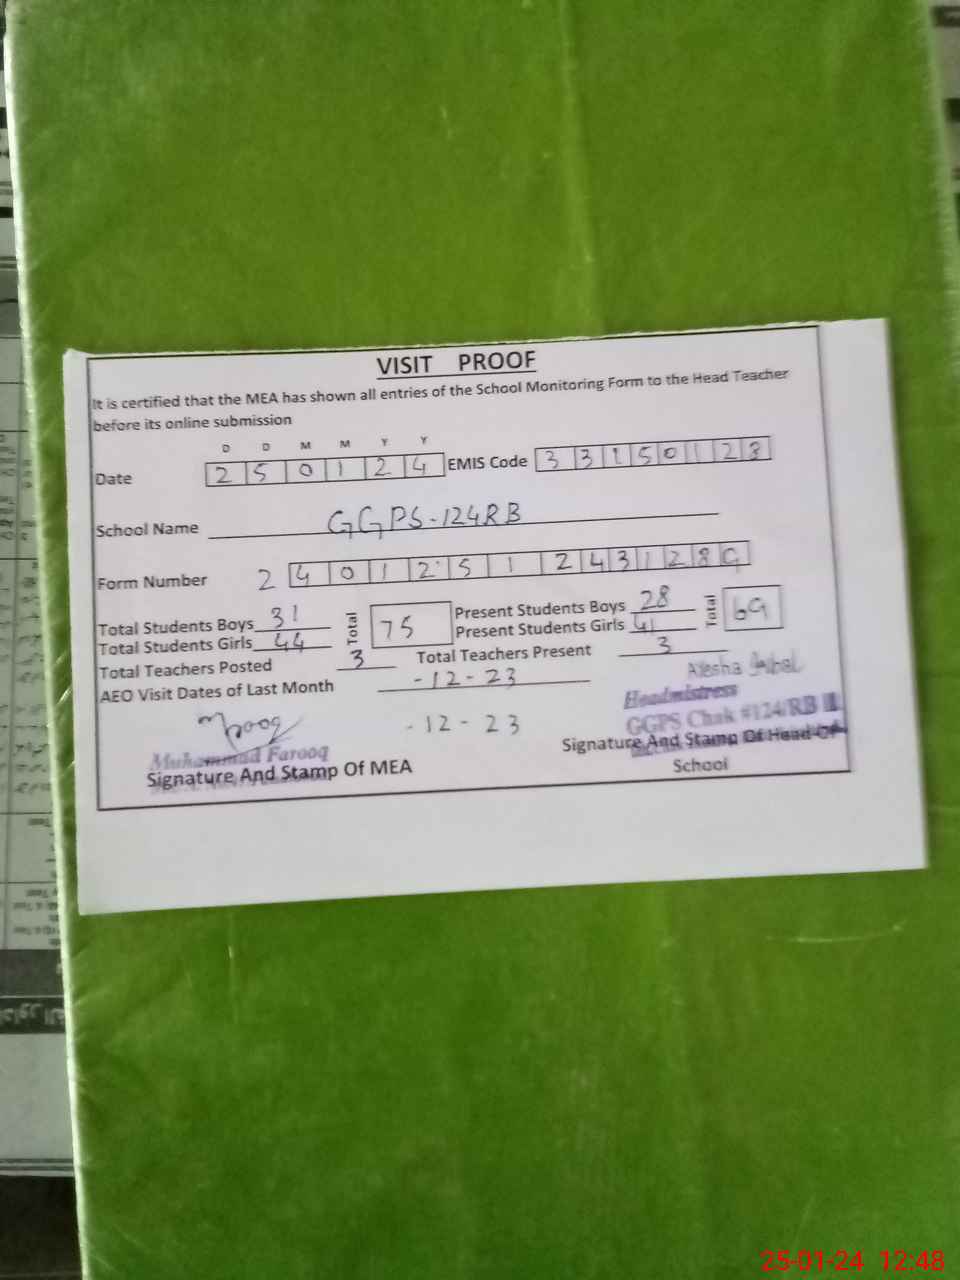 VISIT PROOF
It is certified that the MEA has shown all entries of the School Monitoring Form to the Head Teacher
before its online submission
D D M M Y Y
Date 2 5 0 1 2 4 EMIS Code 3 3 1 5 0 1 2 8
School Name GGPS-124RB
Form Number 2 4 0 1 2 5 1 2 4 3 1 2 8 9
Total Students Boys 31 Total 75 Present Students Boys 28 Total 69
Total Students Girls 44 Present Students Girls 41
Total Teachers Posted 3 Total Teachers Present 3
AEO Visit Dates of Last Month -12-23
-12-23
Headmistress
GGPS Chak #124/RB
Muhammad Farooq
Signature And Stamp Of MEA
Signature And Stamp Of Head Of
School
25-01-24 12:48